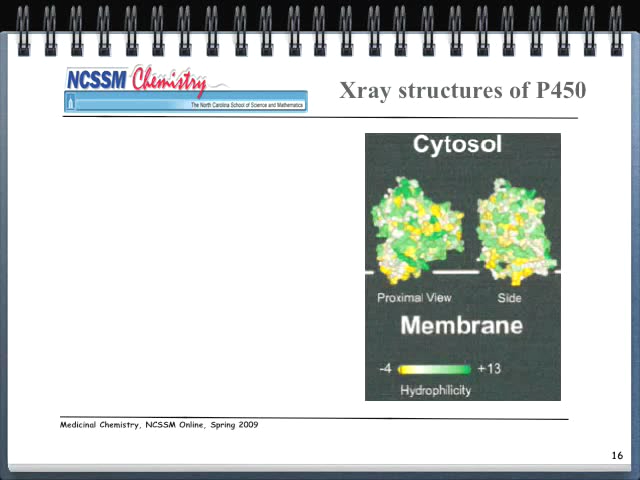 NCSSM Chemistry
The North Carolina School of Science and Mathematics
Xray structures of P450
Cytosol
Proximal View Side
Membrane
-4 +13
Hydrophilicity
Medicinal Chemistry, NCSSM Online, Spring 2009
16